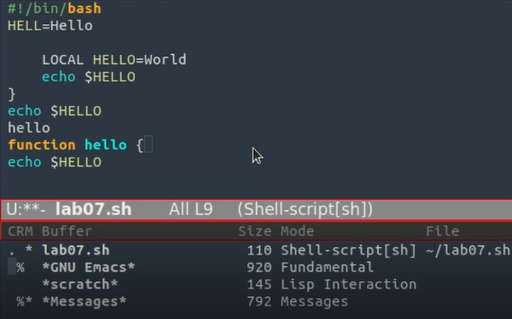 #!/bin/bash
HELL=Hello
LOCAL HELLO=World
echo $HELLO
}
echo $HELLO
hello
function hello {
echo $HELLO
U:**- lab07.sh All L9 (Shell-script[sh])
CRM Buffer Size Mode File
. * lab07.sh 110 Shell-script[sh] ~/lab07.sh
% *GNU Emacs* 920 Fundamental
*scratch* 145 Lisp Interaction
%* *Messages* 792 Messages